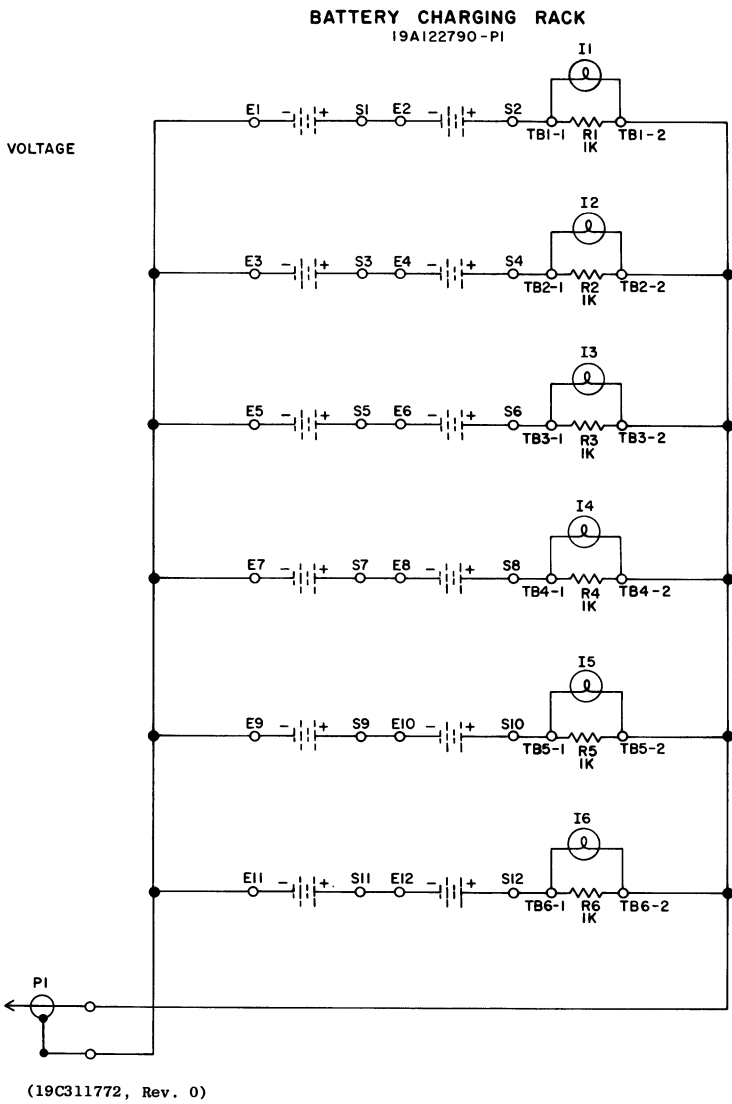 BATTERY CHARGING RACK
19A122790-P1
I1
E1 - + S1 E2 - + S2
TB1-1 R1 TB1-2
1K
VOLTAGE
I2
E3 - + S3 E4 - + S4
TB2-1 R2 TB2-2
1K
I3
E5 - + S5 E6 - + S6
TB3-1 R3 TB3-2
1K
I4
E7 - + S7 E8 - + S8
TB4-1 R4 TB4-2
1K
I5
E9 - + S9 E10 - + S10
TB5-1 R5 TB5-2
1K
I6
E11 - + S11 E12 - + S12
TB6-1 R6 TB6-2
1K
P1
(19C311772, Rev. 0)